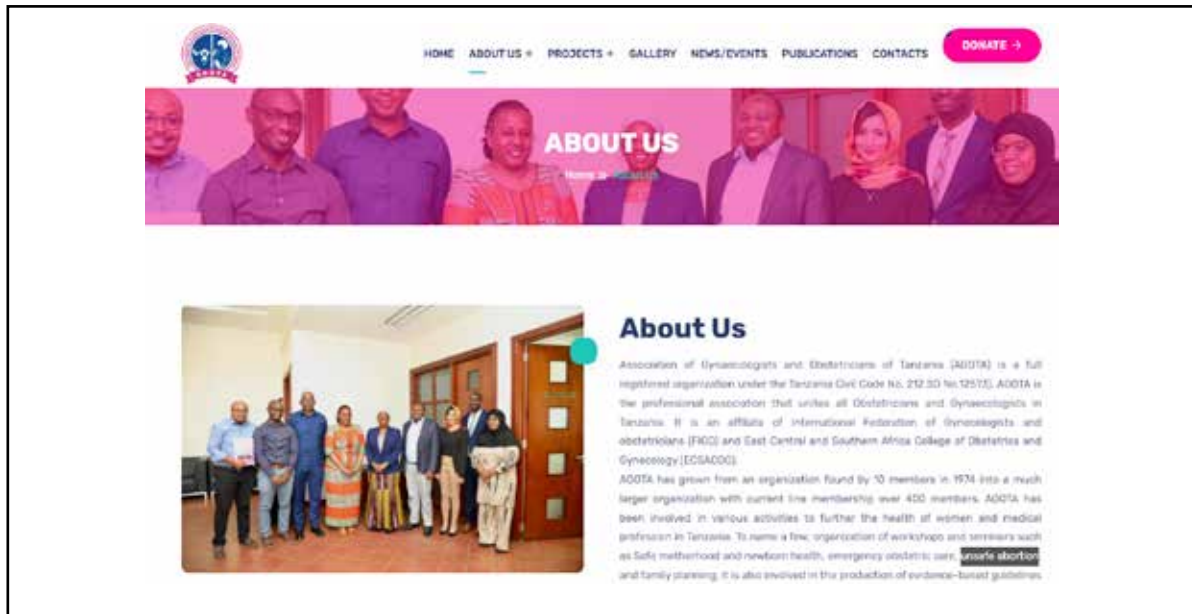 HOME ABOUT US + PROJECTS + GALLERY NEWS/EVENTS PUBLICATIONS CONTACTS DONATE →
ABOUT US
Home » About Us
About Us
Association of Gynaecologists and Obstetricians of Tanzania (AGOTA) is a full
registered organization under the Tanzania Civil Code No. 212 SO No.12573). AGOTA is
the professional association that unites all Obstetricians and Gynaecologists in
Tanzania. It is an affiliate of International Federation of Gynecologists and
obstetricians (FIGO) and East Central and Southern Africa College of Obstetrics and
Gynecology (ECSACOG).
AGOTA has grown from an organization found by 10 members in 1974 into a much
larger organization with current line membership over 400 members. AGOTA has
been involved in various activities to further the health of women and medical
profession in Tanzania. To name a few, organization of workshops and seminars such
as Safe motherhood and newborn health, emergency obstetric care, unsafe abortion
and family planning. It is also involved in the production of evidence-based guidelines